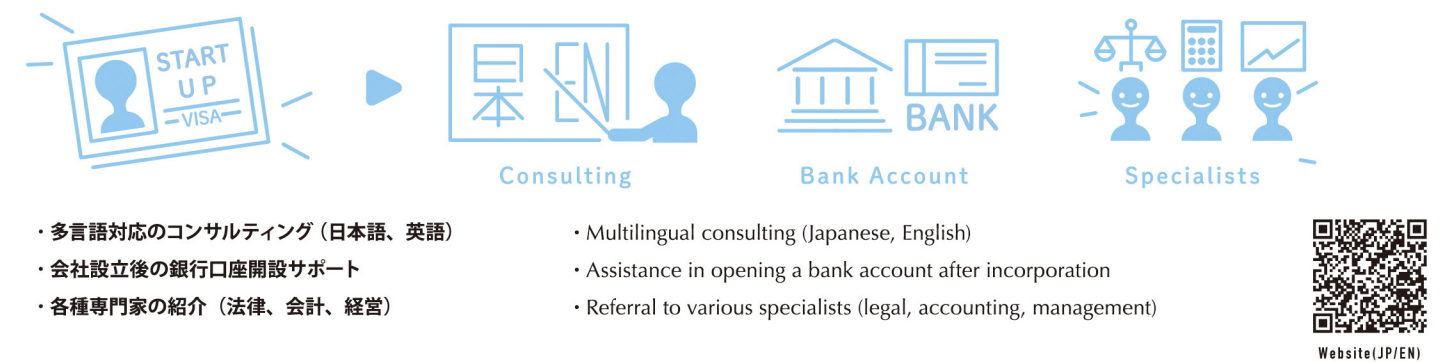 START
UP
VISA
日本 EN
BANK
Consulting
Bank Account
Specialists
・多言語対応のコンサルティング（日本語、英語）
・会社設立後の銀行口座開設サポート
・各種専門家の紹介（法律、会計、経営）
・Multilingual consulting (Japanese, English)
・Assistance in opening a bank account after incorporation
・Referral to various specialists (legal, accounting, management)
Website(JP/EN)